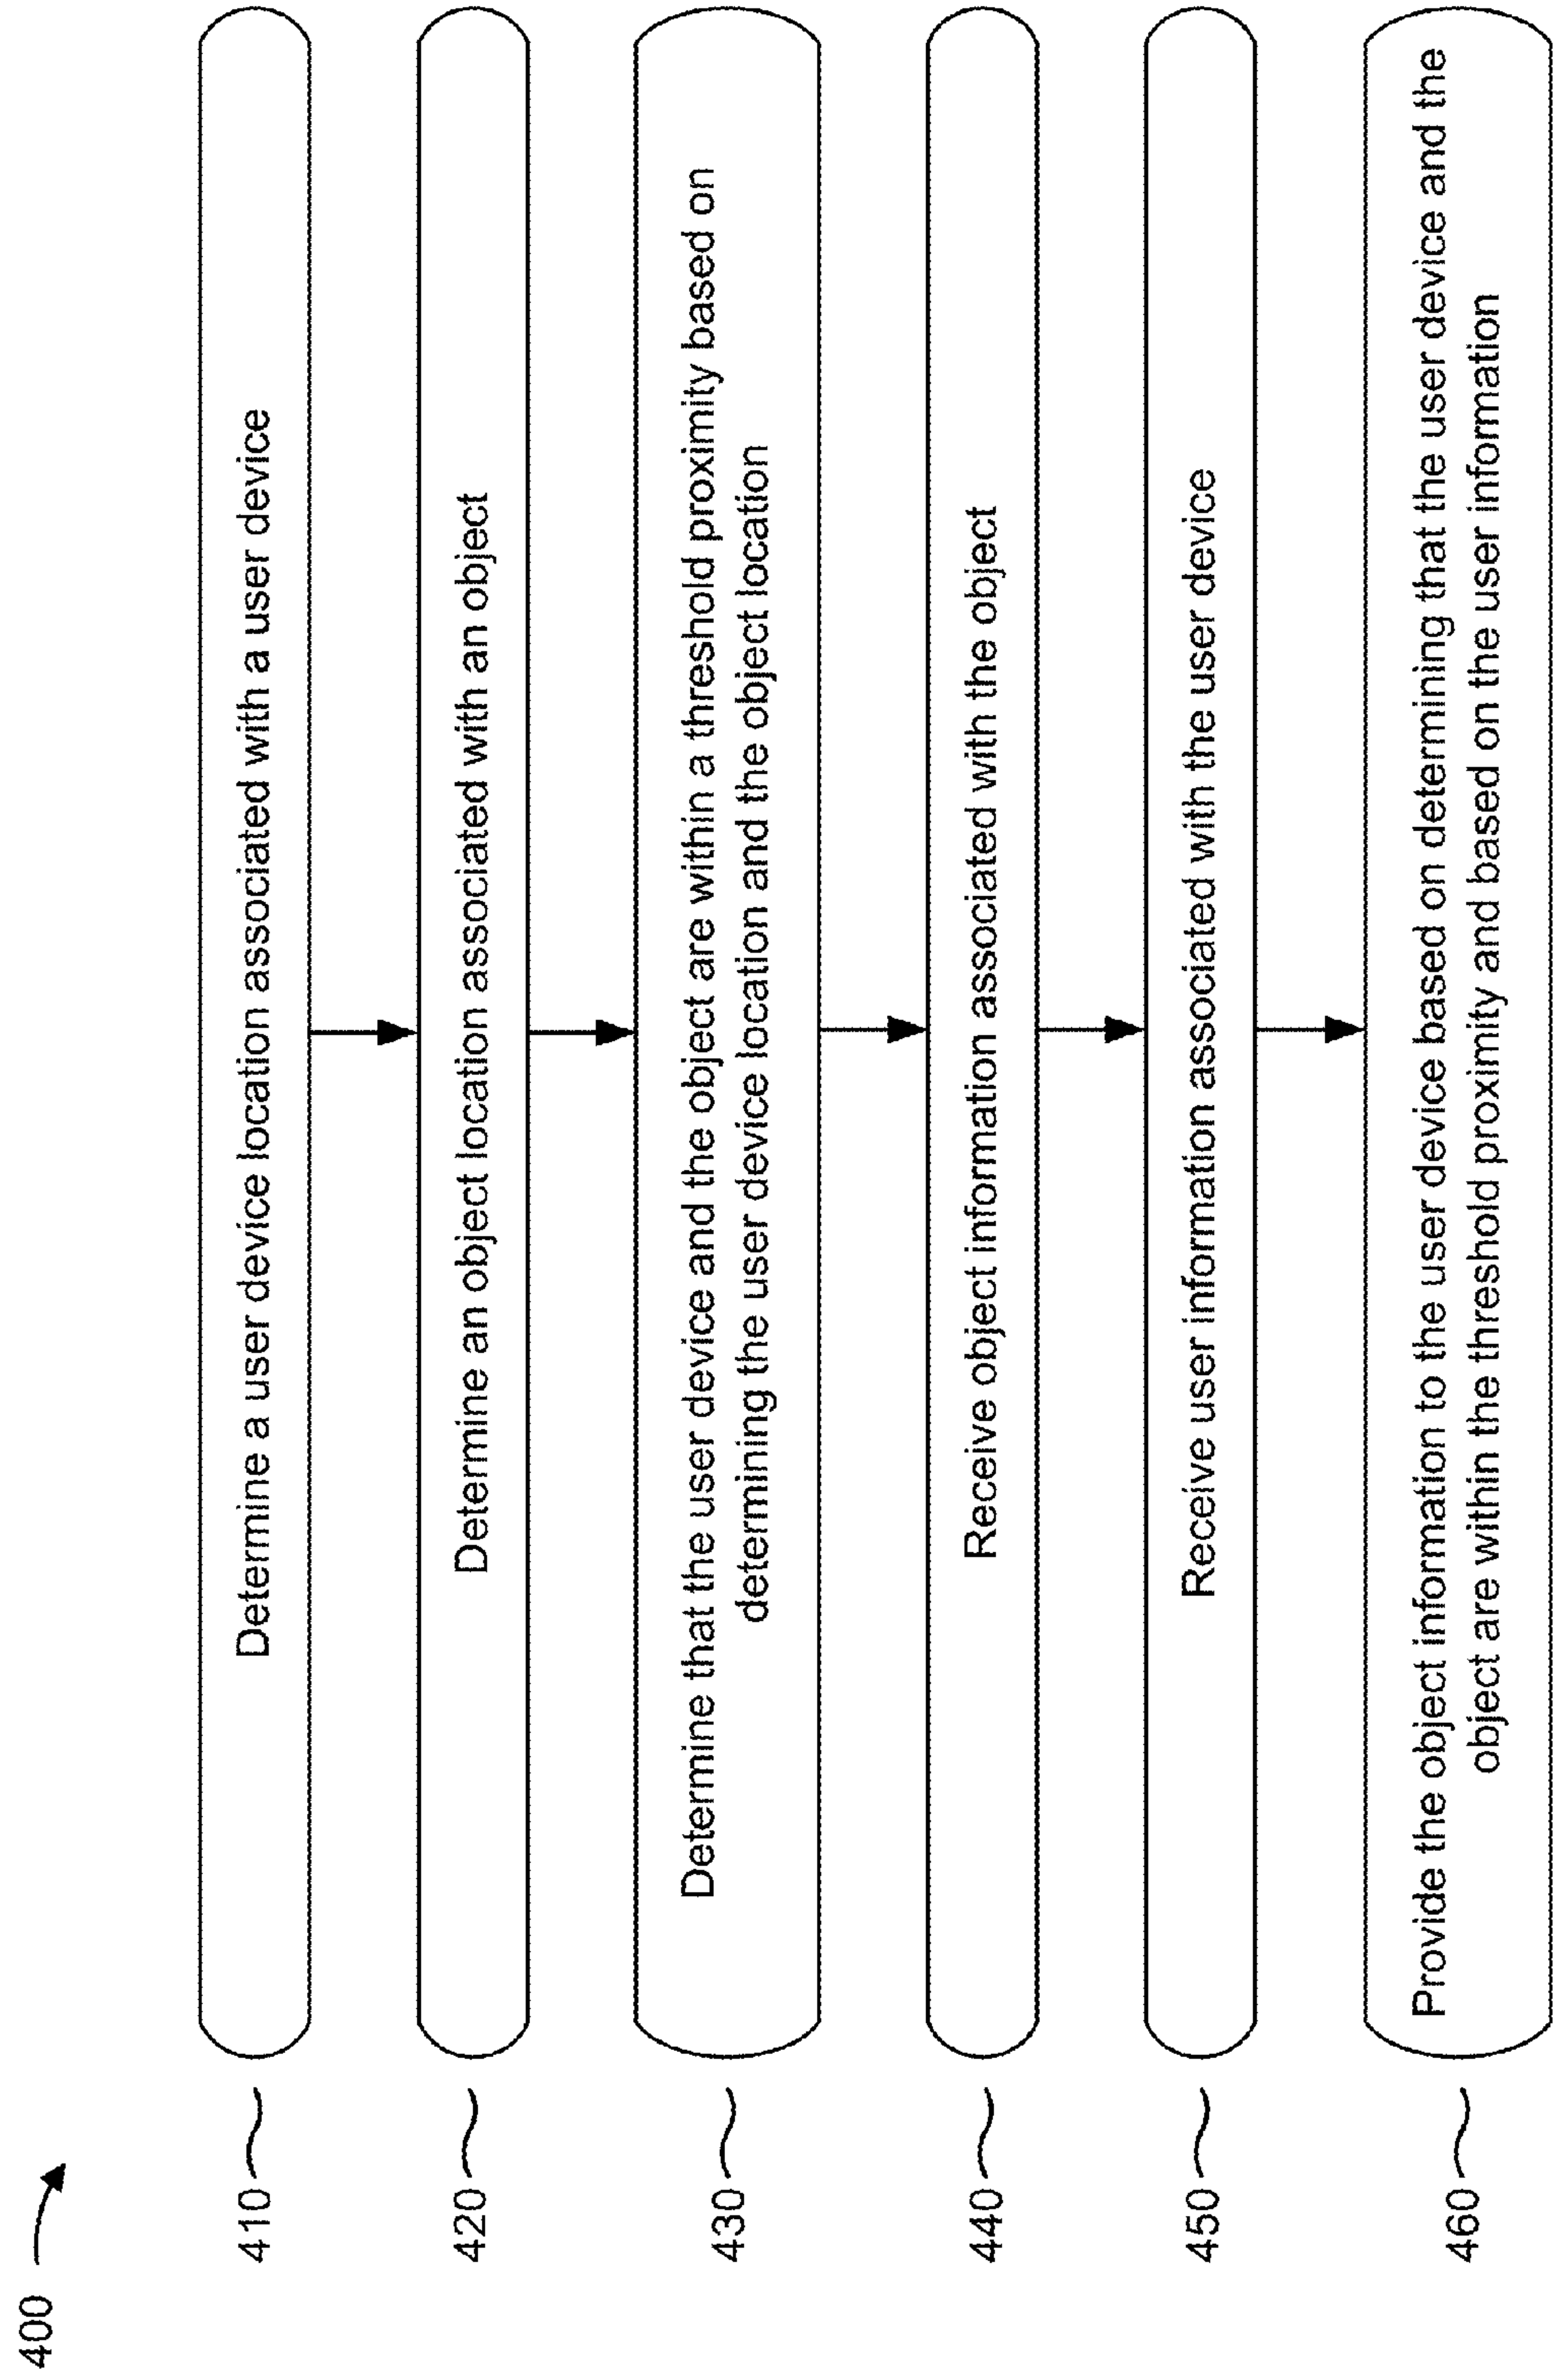 400
410
Determine a user device location associated with a user device
420
Determine an object location associated with an object
430
Determine that the user device and the object are within a threshold proximity based on
determining the user device location and the object location
440
Receive object information associated with the object
450
Receive user information associated with the user device
460
Provide the object information to the user device based on determining that the user device and the
object are within the threshold proximity and based on the user information